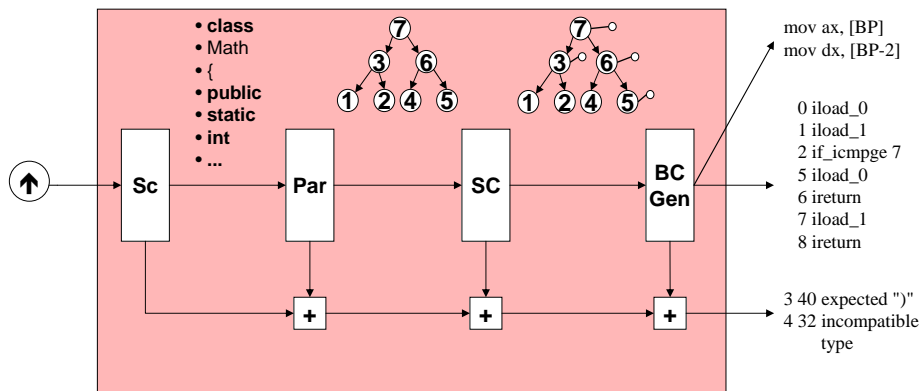 • class
• Math
• {
• public
• static
• int
• ...
7
3 6
1 2 4 5
7
3 6
1 2 4 5
mov ax, [BP]
mov dx, [BP-2]
0 iload_0
1 iload_1
2 if_icmpge 7
5 iload_0
6 ireturn
7 iload_1
8 ireturn
Sc
Par
SC
BC
Gen
+
+
+
3 40 expected ")"
4 32 incompatible
type